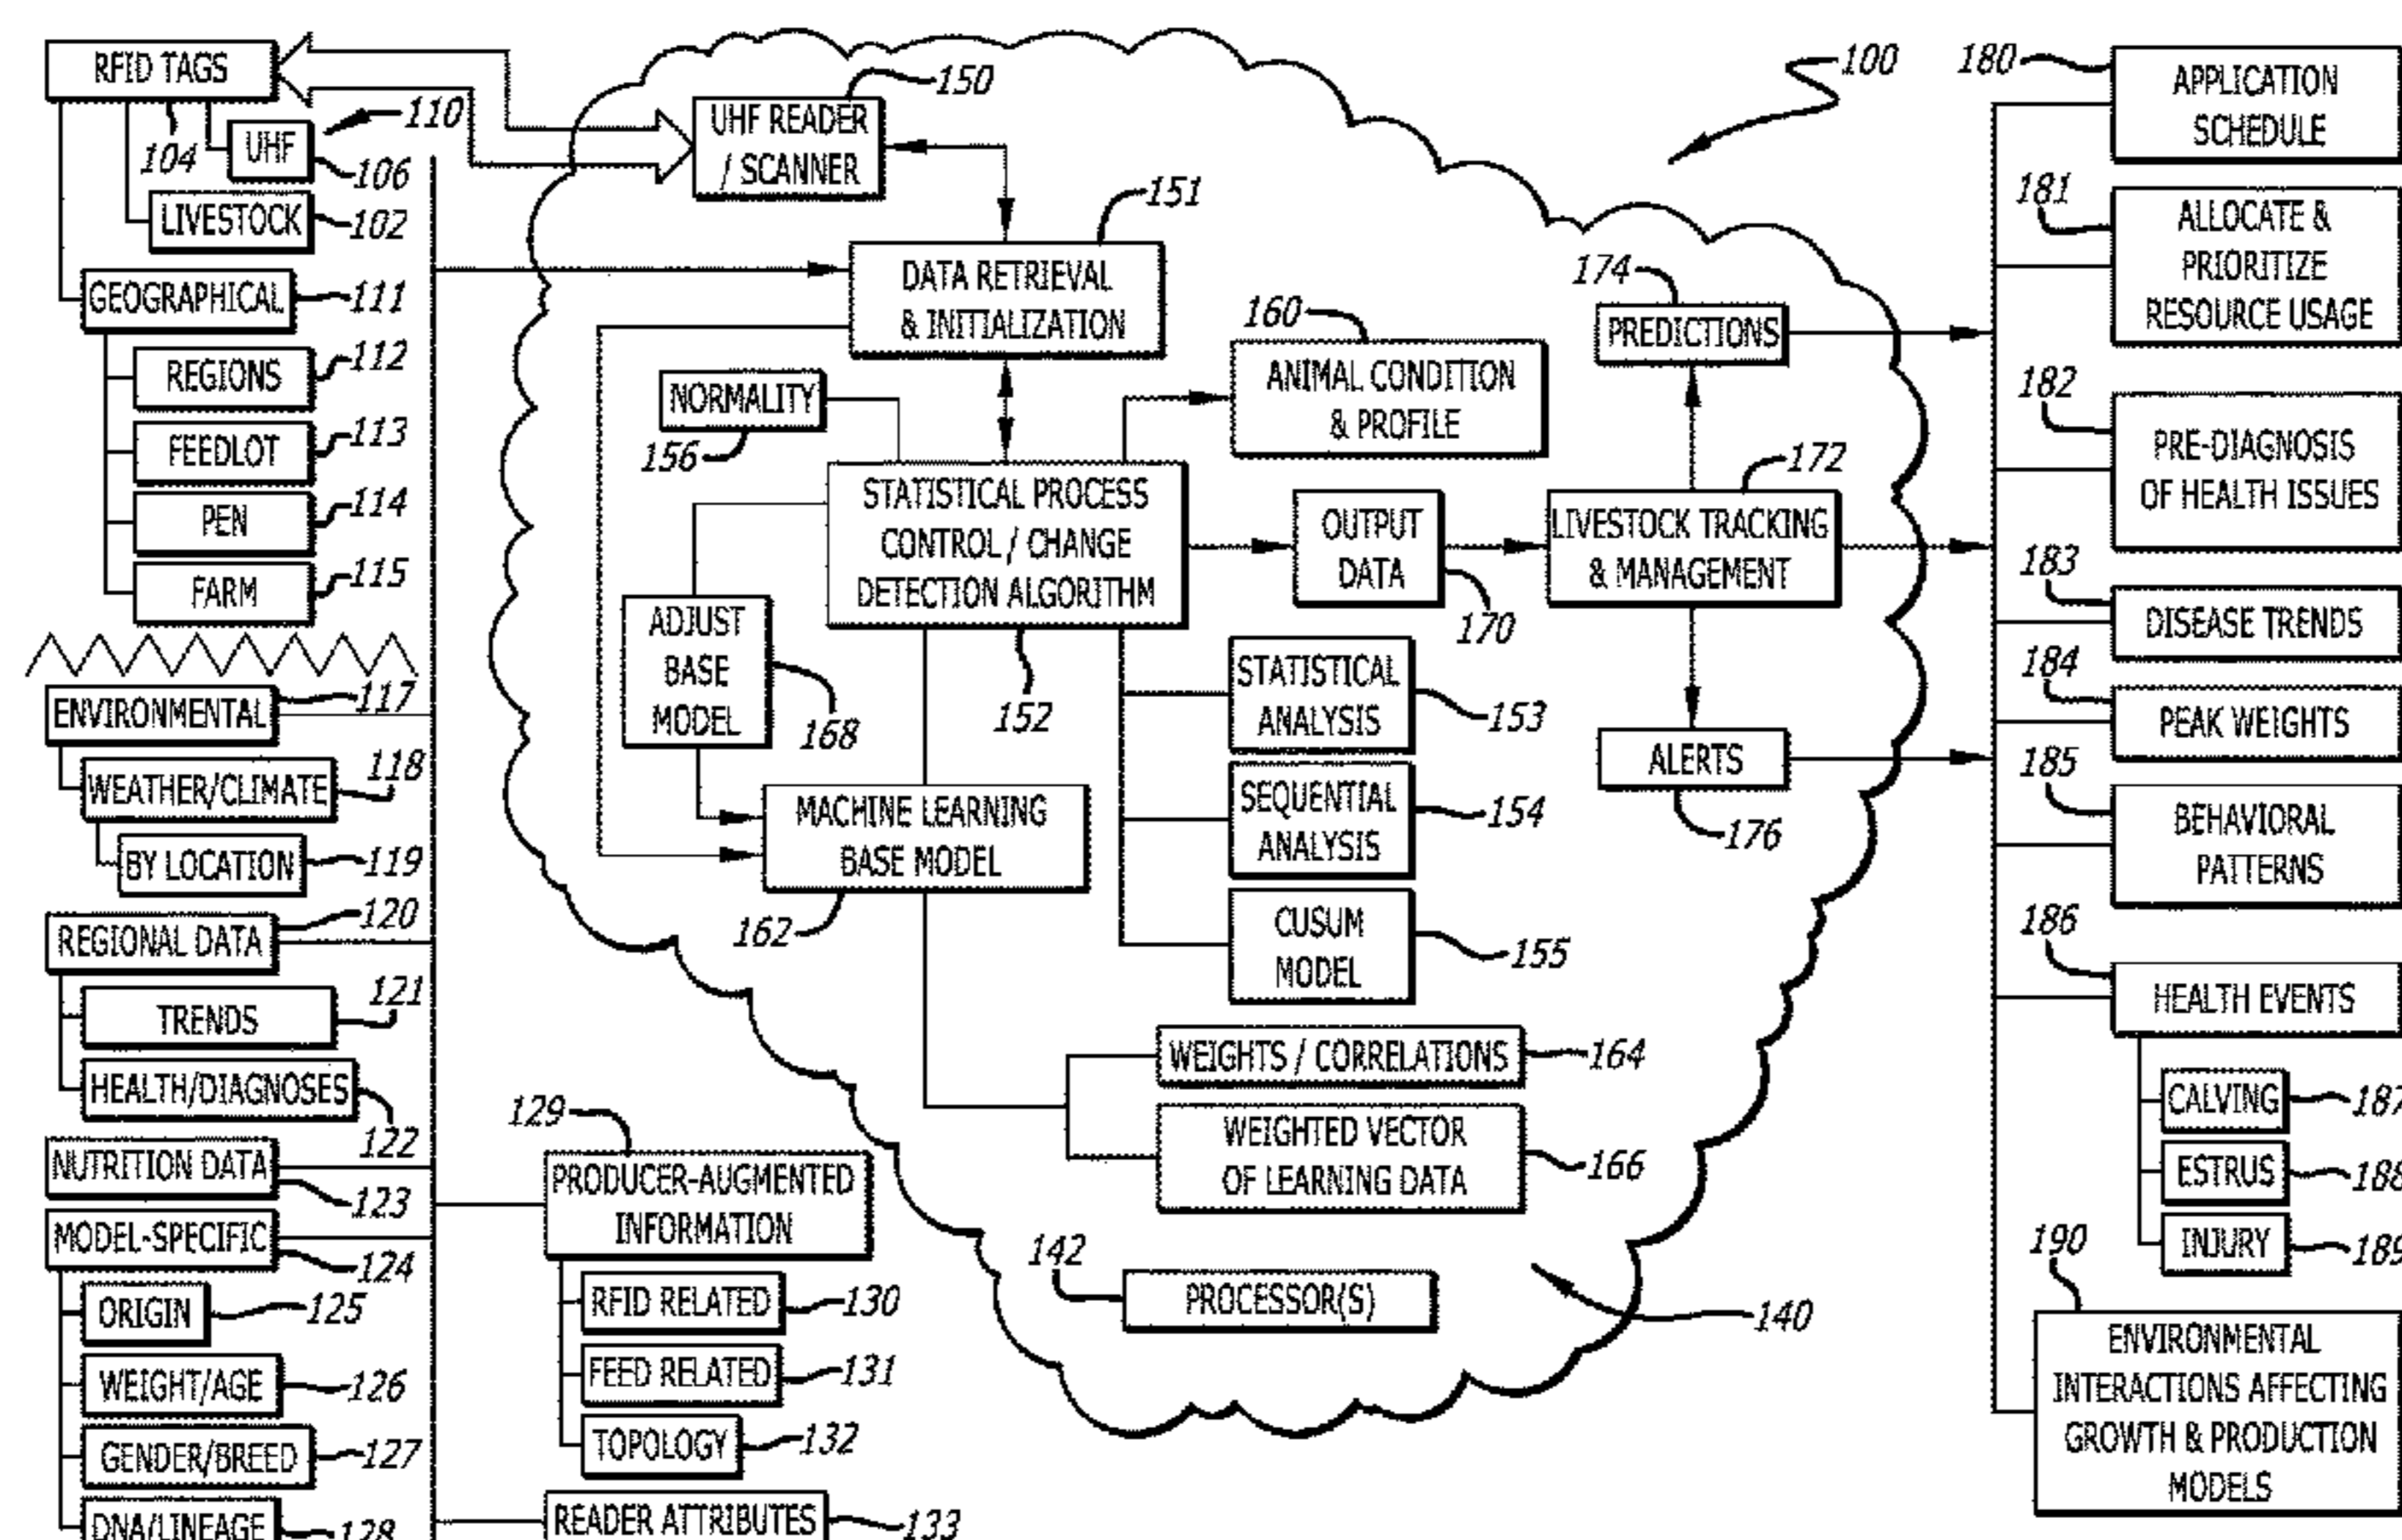 RFID TAGS
104
110
UHF
106
LIVESTOCK
102
GEOGRAPHICAL
111
REGIONS
112
FEEDLOT
113
PEN
114
FARM
115
ENVIRONMENTAL
117
WEATHER/CLIMATE
118
BY LOCATION
119
REGIONAL DATA
120
TRENDS
121
HEALTH/DIAGNOSES
122
NUTRITION DATA
123
MODEL-SPECIFIC
124
ORIGIN
125
WEIGHT/AGE
126
GENDER/BREED
127
DNA/LINEAGE
128
129
PRODUCER-AUGMENTED
INFORMATION
RFID RELATED
130
FEED RELATED
131
TOPOLOGY
132
READER ATTRIBUTES
133
150
UHF READER
/ SCANNER
151
DATA RETRIEVAL
& INITIALIZATION
NORMALITY
156
160
ANIMAL CONDITION
& PROFILE
STATISTICAL PROCESS
CONTROL / CHANGE
DETECTION ALGORITHM
152
ADJUST
BASE
MODEL
168
MACHINE LEARNING
BASE MODEL
162
OUTPUT
DATA
170
STATISTICAL
ANALYSIS
153
SEQUENTIAL
ANALYSIS
154
CUSUM
MODEL
155
WEIGHTS / CORRELATIONS
164
WEIGHTED VECTOR
OF LEARNING DATA
166
142
PROCESSOR(S)
140
100
174
PREDICTIONS
172
LIVESTOCK TRACKING
& MANAGEMENT
ALERTS
176
180
APPLICATION
SCHEDULE
181
ALLOCATE &
PRIORITIZE
RESOURCE USAGE
182
PRE-DIAGNOSIS
OF HEALTH ISSUES
183
DISEASE TRENDS
184
PEAK WEIGHTS
185
BEHAVIORAL
PATTERNS
186
HEALTH EVENTS
CALVING
187
ESTRUS
188
INJURY
189
190
ENVIRONMENTAL
INTERACTIONS AFFECTING
GROWTH & PRODUCTION
MODELS